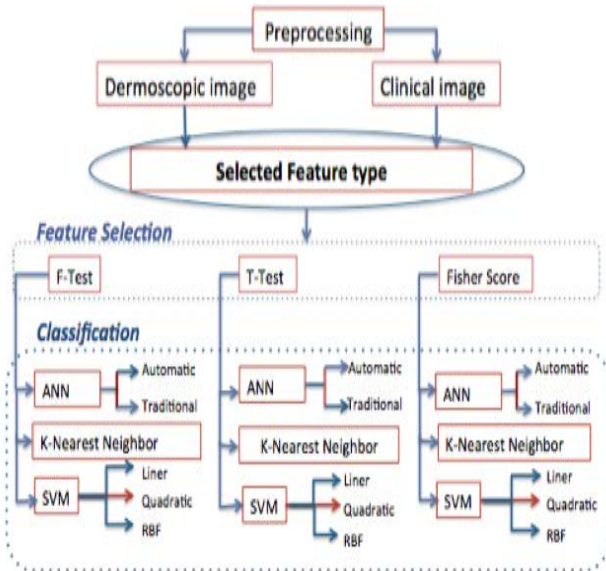 Preprocessing
Dermoscopic image
Clinical image
Selected Feature type
Feature Selection
F-Test
T-Test
Fisher Score
Classification
ANN
Automatic
Traditional
K-Nearest Neighbor
SVM
Liner
Quadratic
RBF
ANN
Automatic
Traditional
K-Nearest Neighbor
SVM
Liner
Quadratic
RBF
ANN
Automatic
Traditional
K-Nearest Neighbor
SVM
Liner
Quadratic
RBF